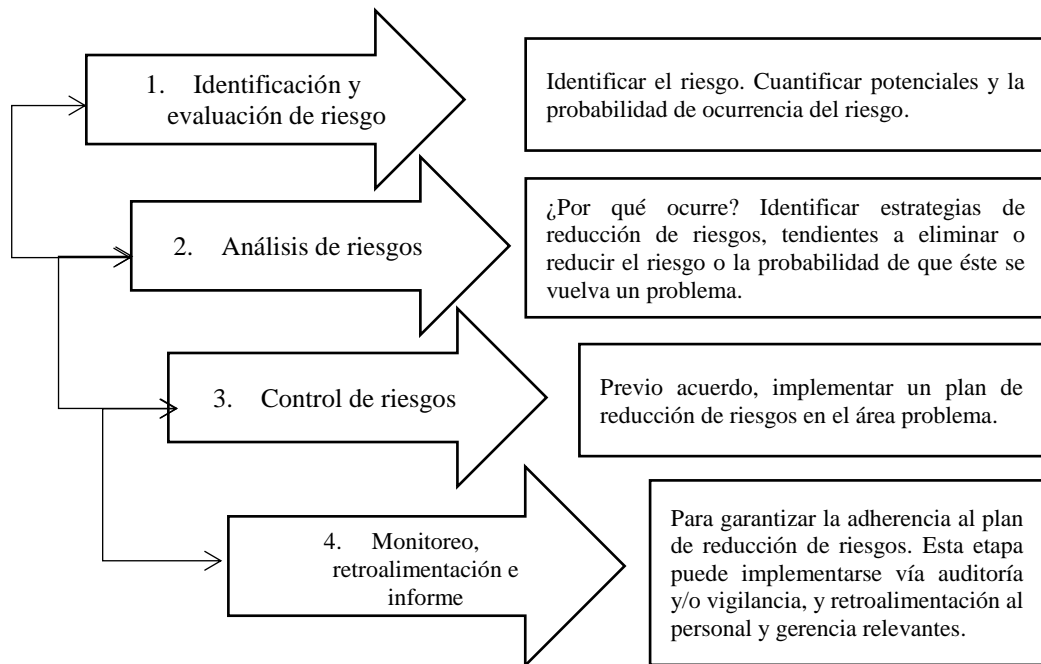 1. Identificación y
evaluación de riesgo
Identificar el riesgo. Cuantificar potenciales y la
probabilidad de ocurrencia del riesgo.
2. Análisis de riesgos
¿Por qué ocurre? Identificar estrategias de
reducción de riesgos, tendientes a eliminar o
reducir el riesgo o la probabilidad de que éste se
vuelva un problema.
3. Control de riesgos
Previo acuerdo, implementar un plan de
reducción de riesgos en el área problema.
4. Monitoreo,
retroalimentación e
informe
Para garantizar la adherencia al plan
de reducción de riesgos. Esta etapa
puede implementarse vía auditoría
y/o vigilancia, y retroalimentación al
personal y gerencia relevantes.